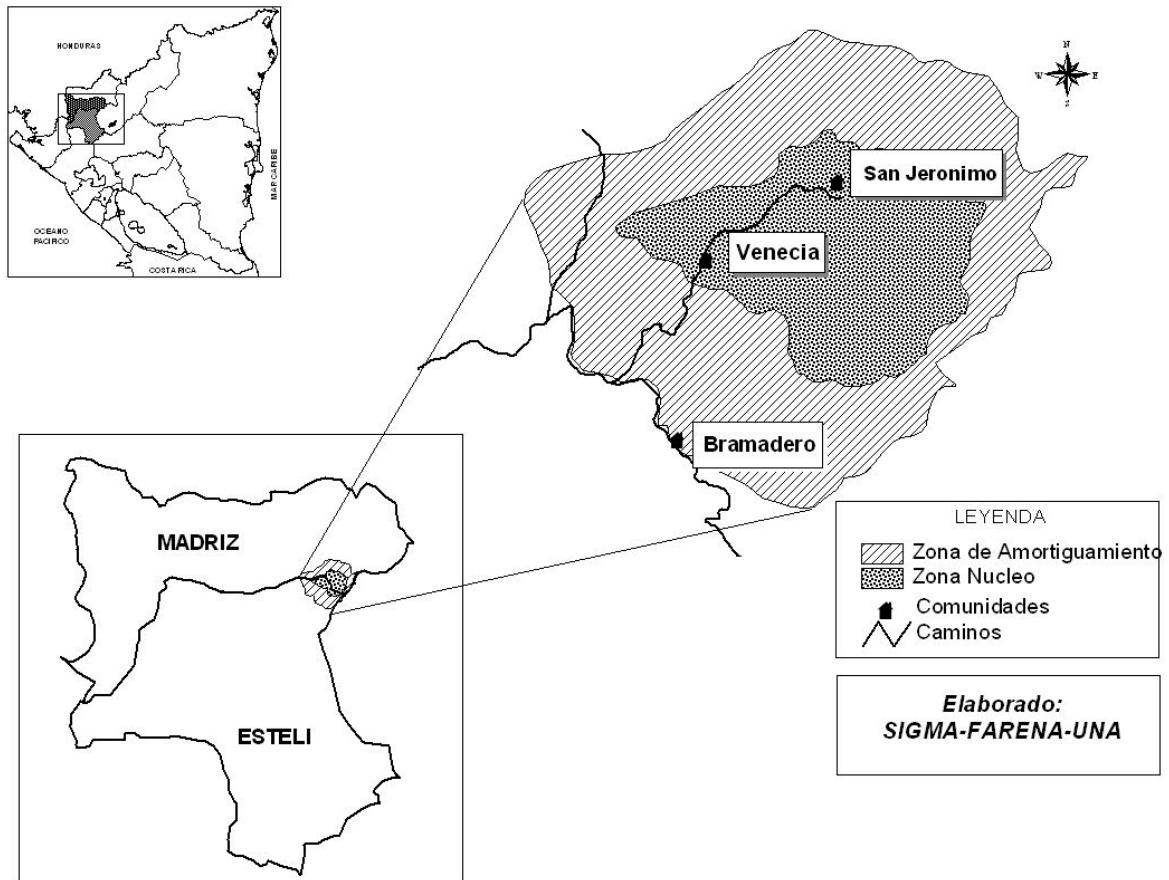 HONDURAS
OCEANO
PACIFICO
MAR CARIBE
COSTA RICA
N
W
E
S
San Jeronimo
Venecia
Bramadero
MADRIZ
ESTELI
LEYENDA
Zona de Amortiguamiento
Zona Nucleo
Comunidades
Caminos
Elaborado:
SIGMA-FARENA-UNA